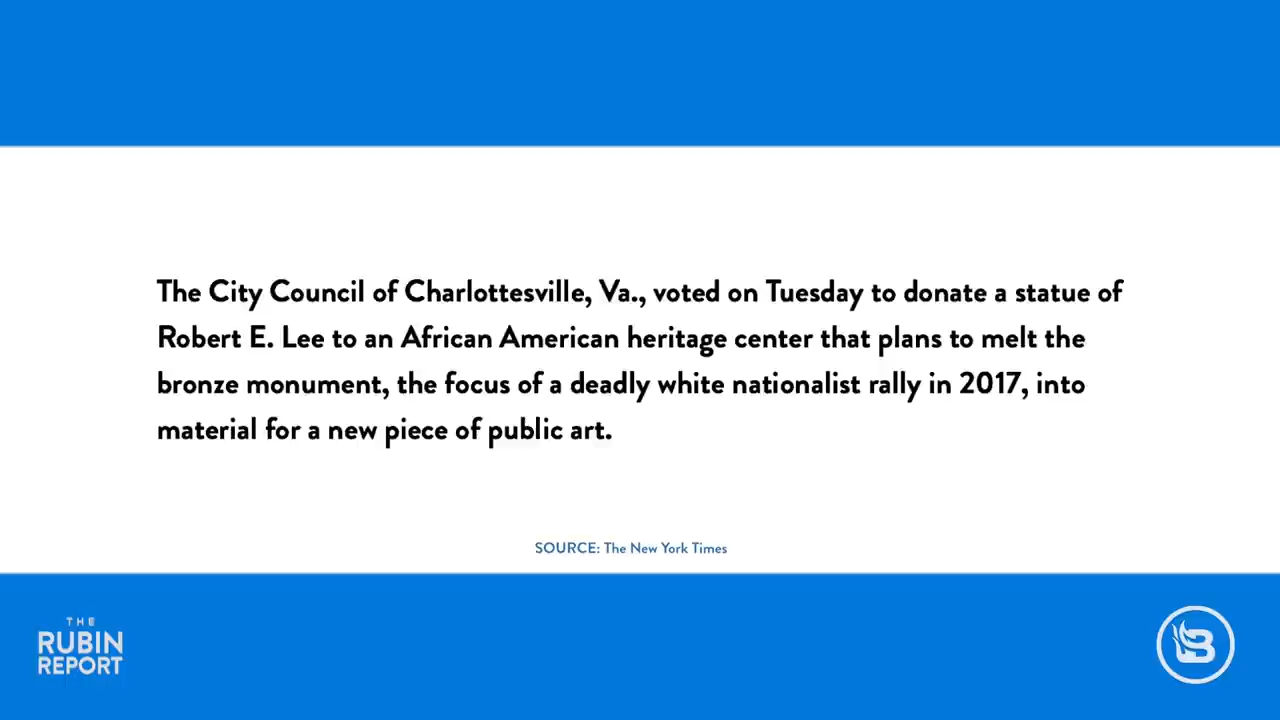 The City Council of Charlottesville, Va., voted on Tuesday to donate a statue of
Robert E. Lee to an African American heritage center that plans to melt the
bronze monument, the focus of a deadly white nationalist rally in 2017, into
material for a new piece of public art.
SOURCE: The New York Times
THE
RUBIN
REPORT
B